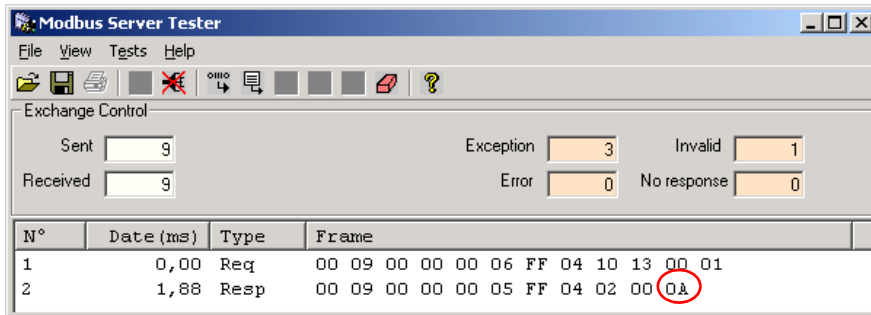 Modbus Server Tester
File View Tests Help
Exchange Control
Sent 9 Exception 3 Invalid 1
Received 9 Error 0 No response 0
N° Date(ms) Type Frame
1 0,00 Req 00 09 00 00 00 06 FF 04 10 13 00 01
2 1,88 Resp 00 09 00 00 00 05 FF 04 02 00 0A